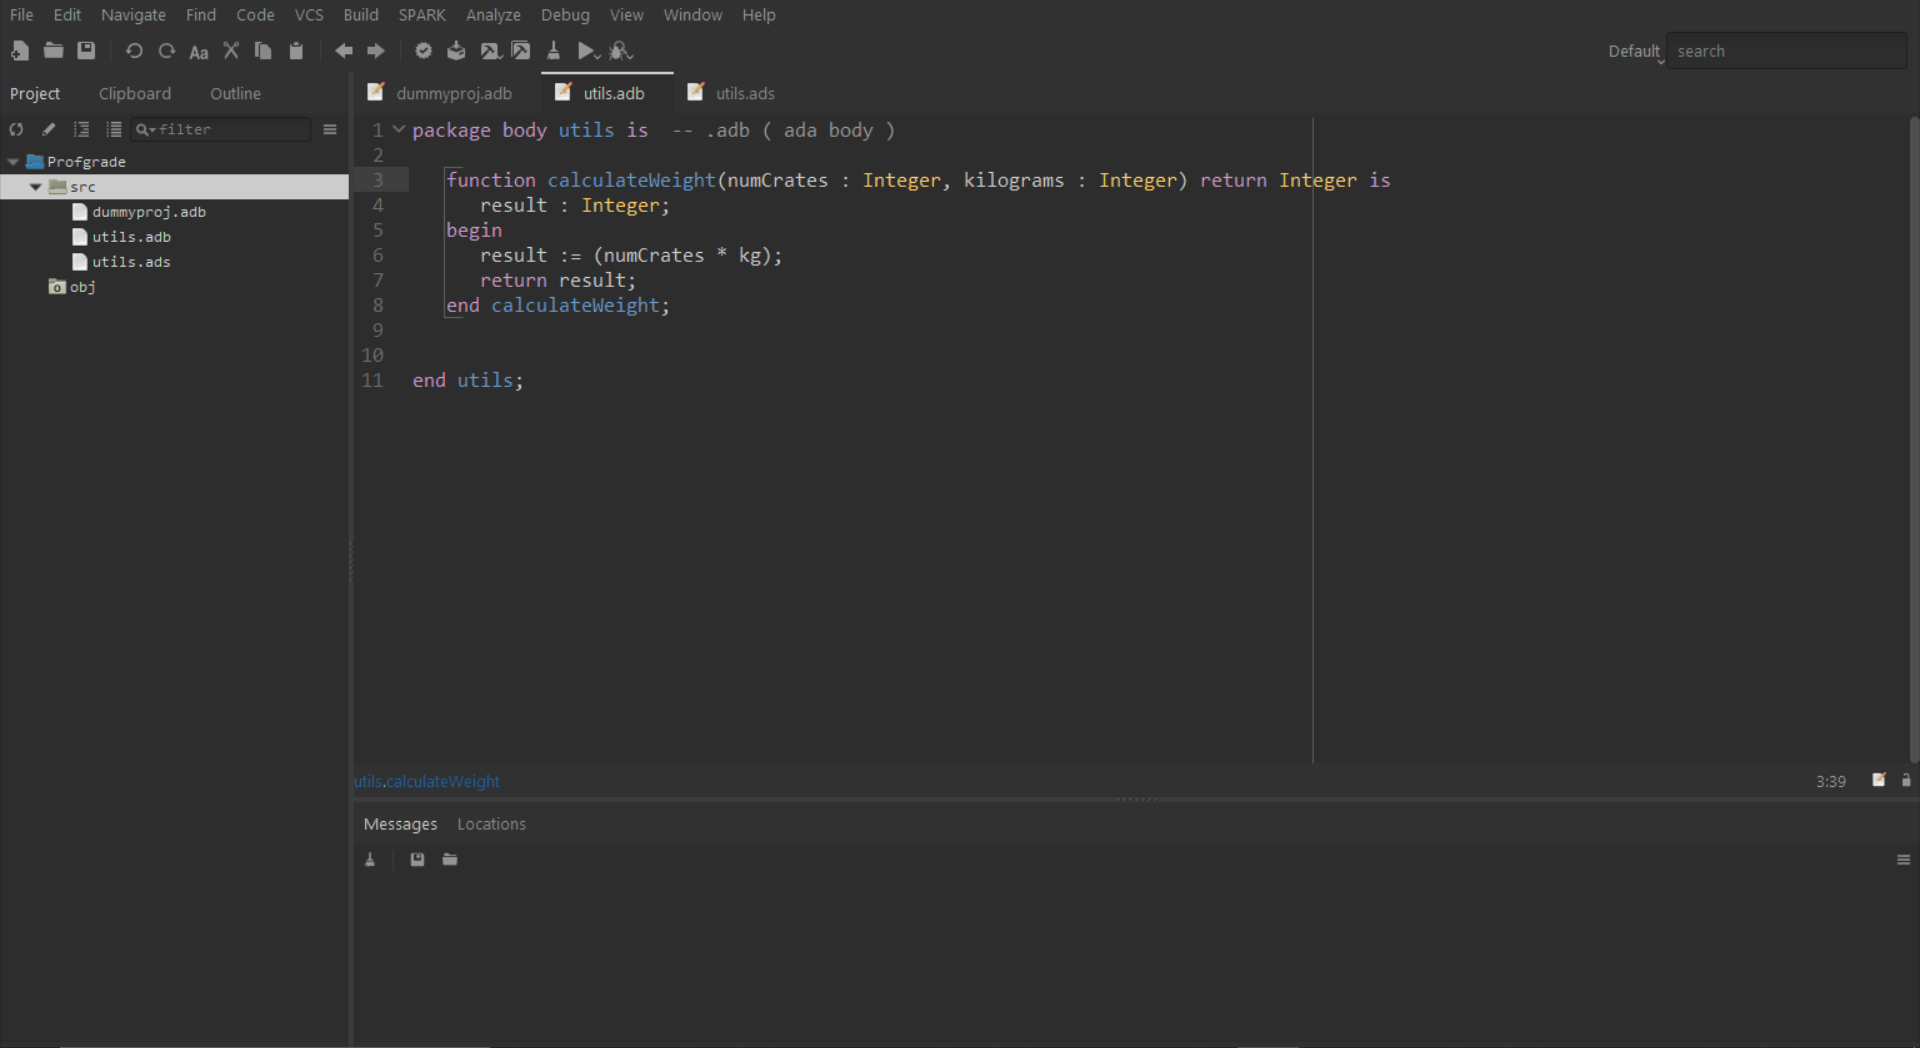 File Edit Navigate Find Code VCS Build SPARK Analyze Debug View Window Help
Aa Default search
Project Clipboard Outline
filter
Profgrade
src
dummyproj.adb
utils.adb
utils.ads
obj
dummyproj.adb utils.adb utils.ads
1 package body utils is -- .adb ( ada body )
2
3 function calculateWeight(numCrates : Integer, kilograms : Integer) return Integer is
4 result : Integer;
5 begin
6 result := (numCrates * kg);
7 return result;
8 end calculateWeight;
9
10
11 end utils;
utils.calculateWeight 3:39
Messages Locations